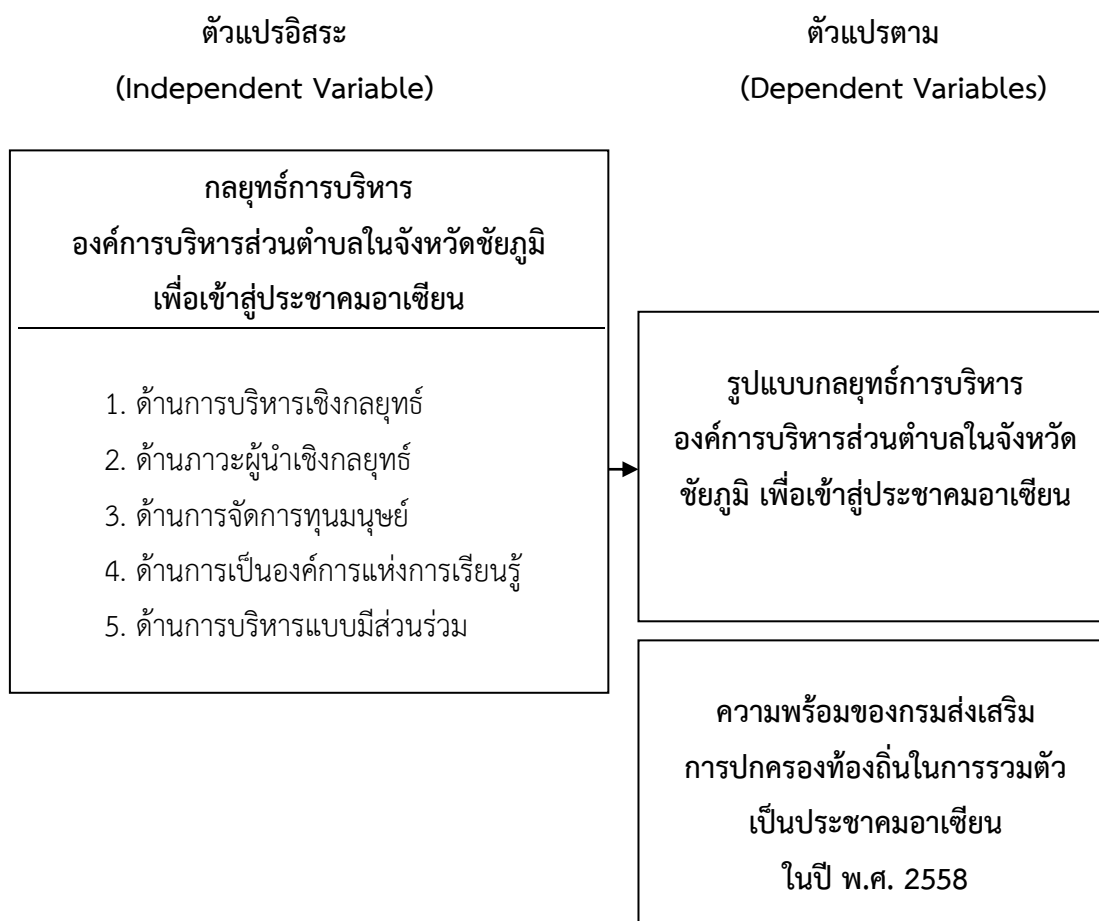 ตัวแปรอิสระ
(Independent Variable)
ตัวแปรตาม
(Dependent Variables)
กลยุทธ์การบริหาร
องค์การบริหารส่วนตำบลในจังหวัดชัยภูมิ
เพื่อเข้าสู่ประชาคมอาเซียน
1. ด้านการบริหารเชิงกลยุทธ์
2. ด้านภาวะผู้นำเชิงกลยุทธ์
3. ด้านการจัดการทุนมนุษย์
4. ด้านการเป็นองค์การแห่งการเรียนรู้
5. ด้านการบริหารแบบมีส่วนร่วม
รูปแบบกลยุทธ์การบริหาร
องค์การบริหารส่วนตำบลในจังหวัด
ชัยภูมิ เพื่อเข้าสู่ประชาคมอาเซียน
ความพร้อมของกรมส่งเสริม
การปกครองท้องถิ่นในการรวมตัว
เป็นประชาคมอาเซียน
ในปี พ.ศ. 2558